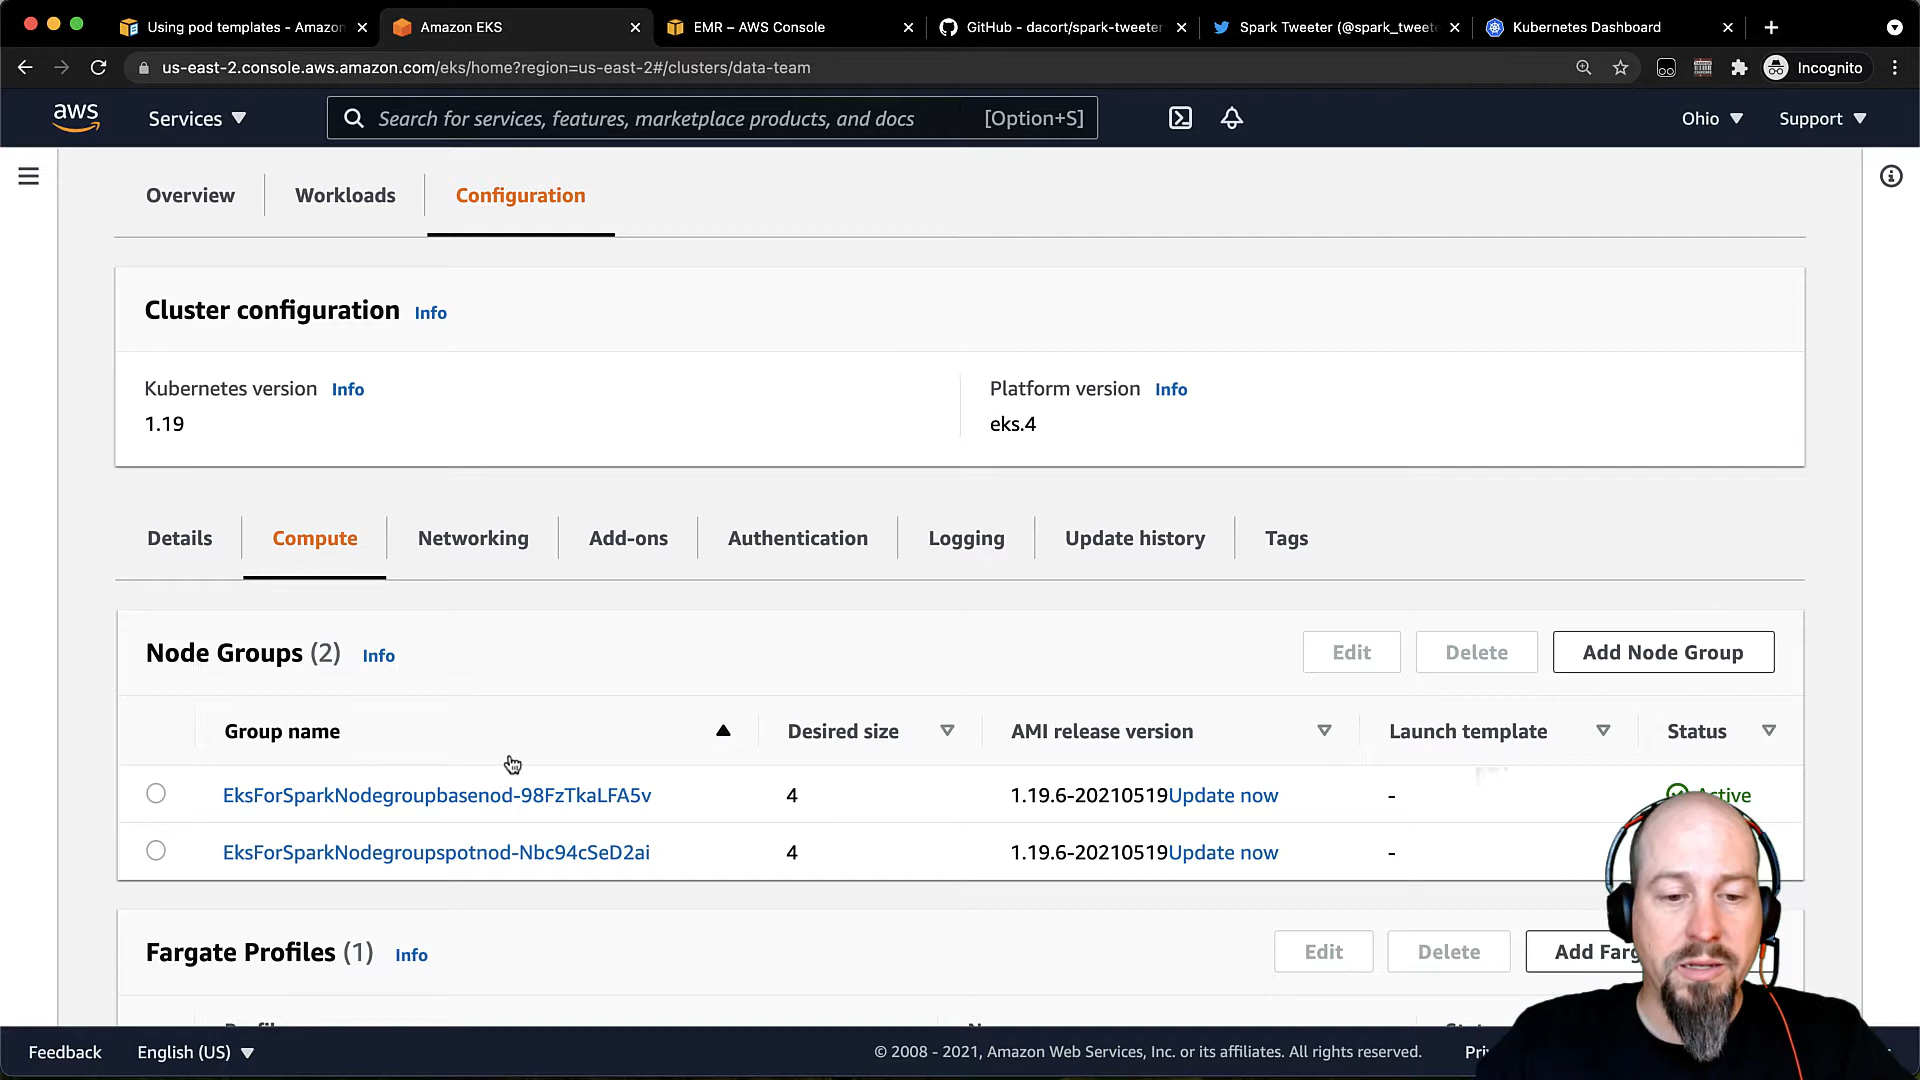 Using pod templates - Amazon
Amazon EKS
EMR – AWS Console
GitHub - dacort/spark-tweeter
Spark Tweeter (@spark_tweete
Kubernetes Dashboard
us-east-2.console.aws.amazon.com/eks/home?region=us-east-2#/clusters/data-team
Incognito
aws
Services
Search for services, features, marketplace products, and docs
[Option+S]
Ohio
Support
Overview
Workloads
Configuration
Cluster configuration Info
Kubernetes version Info
1.19
Platform version Info
eks.4
Details
Compute
Networking
Add-ons
Authentication
Logging
Update history
Tags
Node Groups (2) Info
Edit
Delete
Add Node Group
Group name
Desired size
AMI release version
Launch template
Status
EksForSparkNodegroupbasenod-98FzTkaLFA5v 4 1.19.6-20210519Update now - Active
EksForSparkNodegroupspotnod-Nbc94cSeD2ai 4 1.19.6-20210519Update now -
Fargate Profiles (1) Info
Edit
Delete
Add Farg
Feedback
English (US)
© 2008 - 2021, Amazon Web Services, Inc. or its affiliates. All rights reserved.